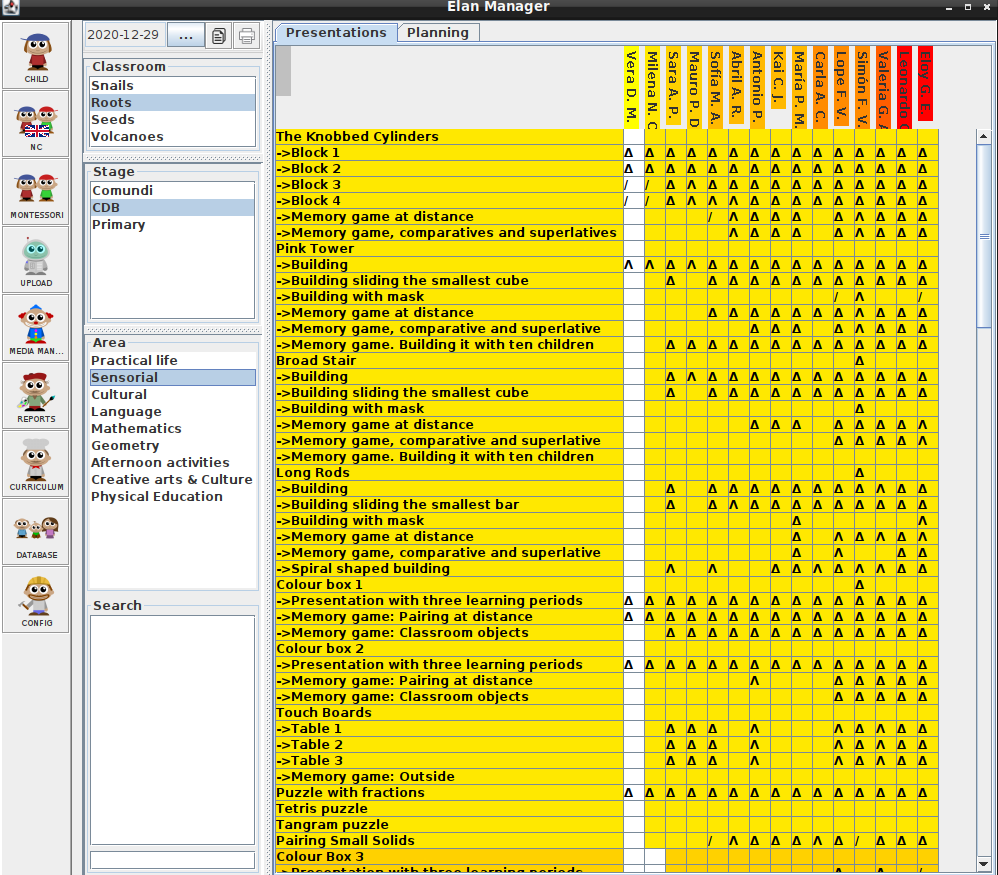 Elan Manager
CHILD
NC
MONTESSORI
UPLOAD
MEDIA MAN...
REPORTS
CURRICULUM
DATABASE
CONFIG
2020-12-29
...
Classroom
Snails
Roots
Seeds
Volcanoes
Stage
Comundi
CDB
Primary
Area
Practical life
Sensorial
Cultural
Language
Mathematics
Geometry
Afternoon activities
Creative arts & Culture
Physical Education
Search
Presentations
Planning
Vera D. M.
Milena N. C
Sara A. P.
Mauro P. D
Sofía M. A.
Abril A. R.
Antonio P.
Kai C. J.
María P. M.
Carla A. C.
Lope F. V.
Simón F. V.
Valeria G.
Leonardo
The Knobbed Cylinders
->Block 1
->Block 2
->Block 3
->Block 4
->Memory game at distance
->Memory game, comparatives and superlatives
Pink Tower
->Building
->Building sliding the smallest cube
->Building with mask
->Memory game at distance
->Memory game, comparative and superlative
->Memory game. Building it with ten children
Broad Stair
->Building
->Building sliding the smallest cube
->Building with mask
->Memory game at distance
->Memory game, comparative and superlative
->Memory game. Building it with ten children
Long Rods
->Building
->Building sliding the smallest bar
->Building with mask
->Memory game at distance
->Memory game, comparative and superlative
->Spiral shaped building
Colour box 1
->Presentation with three learning periods
->Memory game: Pairing at distance
->Memory game: Classroom objects
Colour box 2
->Presentation with three learning periods
->Memory game: Pairing at distance
->Memory game: Classroom objects
Touch Boards
->Table 1
->Table 2
->Table 3
->Memory game: Outside
Puzzle with fractions
Tetris puzzle
Tangram puzzle
Pairing Small Solids
Colour Box 3
->Presentation with three learning periods